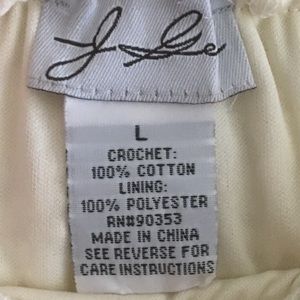 L
CROCHET:
100% COTTON
LINING:
100% POLYESTER
RN#90353
MADE IN CHINA
SEE REVERSE FOR
CARE INSTRUCTIONS